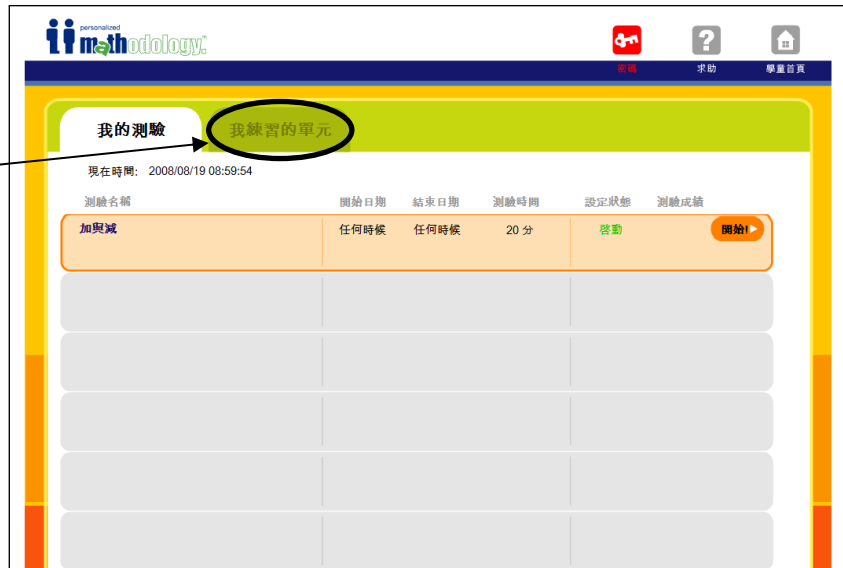 personalized
mathodology
密碼
求助
學童首頁
我的測驗
我練習的單元
現在時間: 2008/08/19 08:59:54
測驗名稱 開始日期 結束日期 測驗時間 設定狀態 測驗成績
加與減 任何時候 任何時候 20 分 啓動 開始!